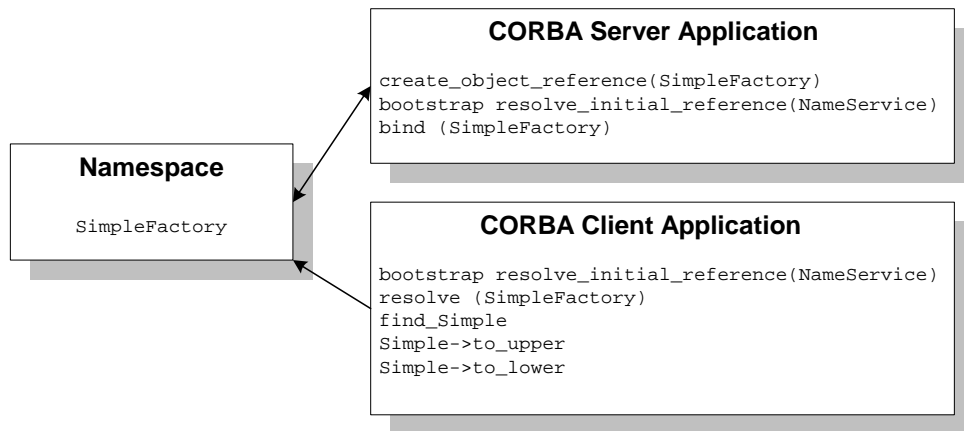 CORBA Server Application
create_object_reference(SimpleFactory)
bootstrap resolve_initial_reference(NameService)
bind (SimpleFactory)
Namespace
SimpleFactory
CORBA Client Application
bootstrap resolve_initial_reference(NameService)
resolve (SimpleFactory)
find_Simple
Simple->to_upper
Simple->to_lower